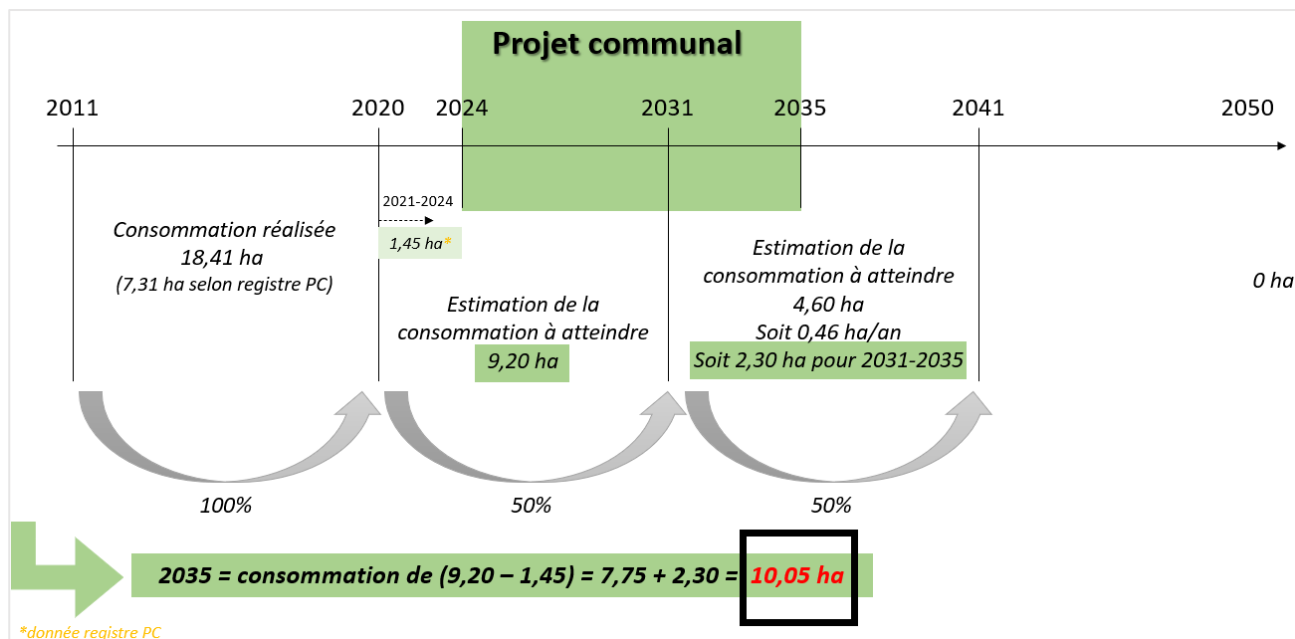 Projet communal
2011
2020
2024
2031
2035
2041
2050
2021-2024
1,45 ha*
Consommation réalisée
18,41 ha
(7,31 ha selon registre PC)
Estimation de la
consommation à atteindre
9,20 ha
Estimation de la
consommation à atteindre
4,60 ha
Soit 0,46 ha/an
Soit 2,30 ha pour 2031-2035
0 ha
100%
50%
50%
2035 = consommation de (9,20 – 1,45) = 7,75 + 2,30 = 10,05 ha
*donnée registre PC